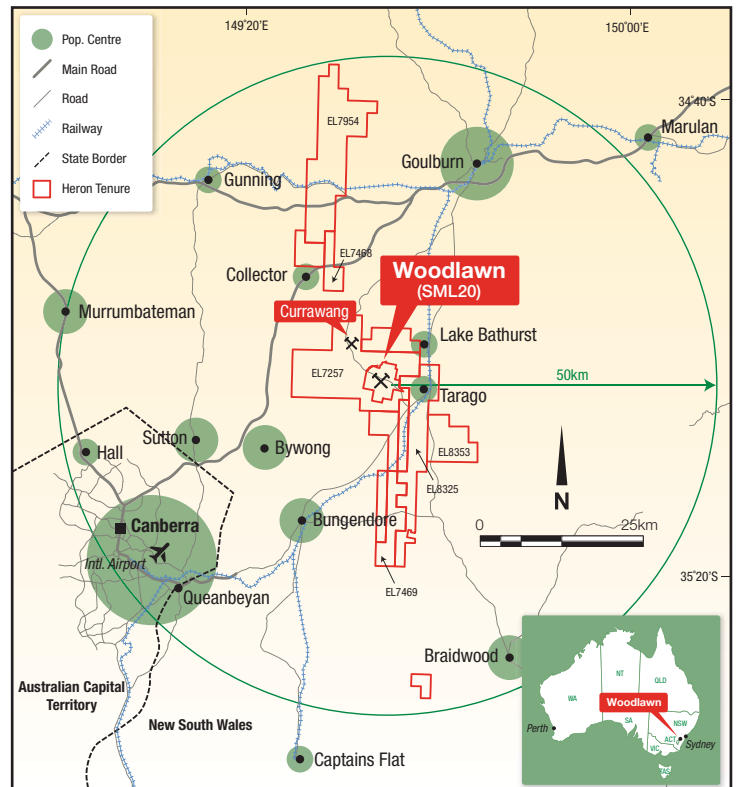 149°20'E
150°00'E
Pop. Centre
Main Road
Road
Railway
State Border
Heron Tenure
34°40'S
Marulan
EL7954
Goulburn
Gunning
EL7468
Collector
Woodlawn
(SML20)
Currawang
Murrumbateman
Lake Bathurst
EL7257
50km
Tarago
Sutton
Bywong
Hall
EL8353
EL8325
N
Canberra
Bungendore
0
25km
Intl. Airport
35°20'S
Queanbeyan
EL7469
Braidwood
Australian Capital
Territory
New South Wales
Captains Flat
NT
QLD
WA
Woodlawn
SA
NSW
Perth
ACT
Sydney
VIC
TAS